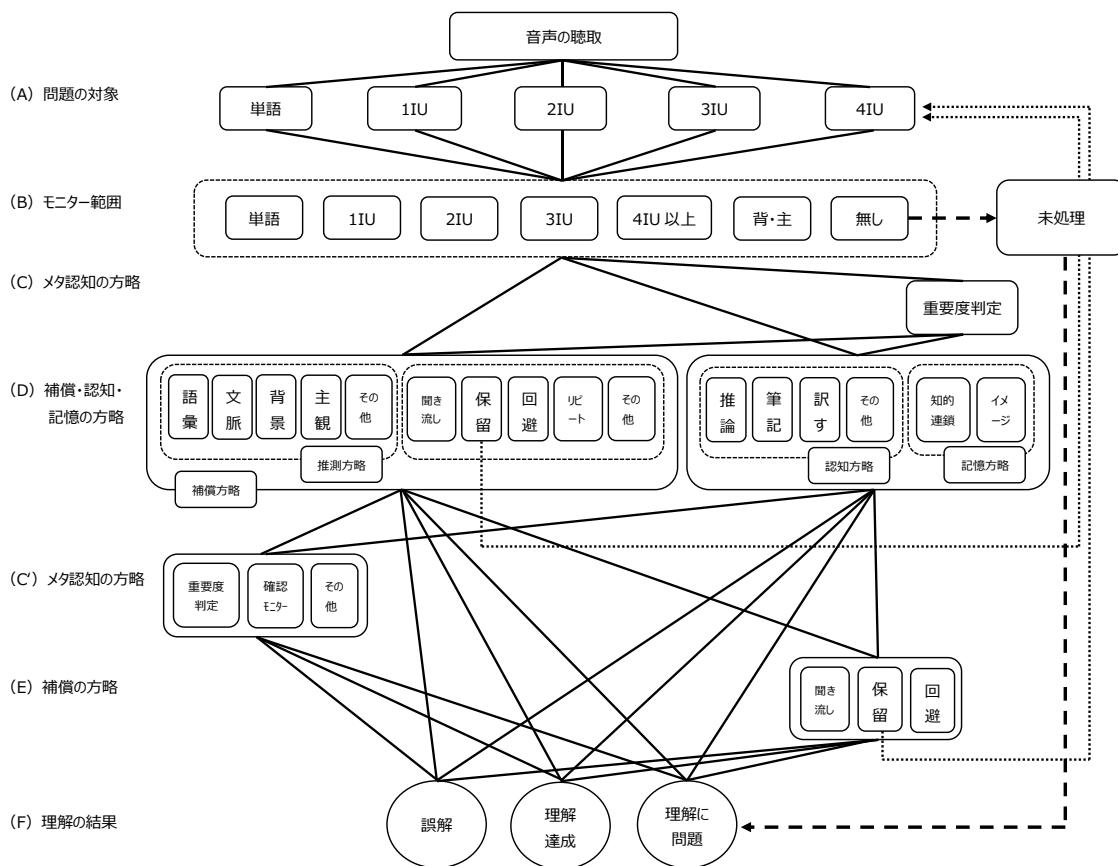 音声の聴取
(A) 問題の対象
単語
1IU
2IU
3IU
4IU
(B) モニター範囲
単語
1IU
2IU
3IU
4IU 以上
背・主
無し
未処理
(C) メタ認知の方略
重要度判定
(D) 補償・認知・
記憶の方略
語
彙
文
脈
背
景
主
観
その
他
推測方略
聞き
流し
保
留
回
避
リピ
ート
その
他
補償方略
推
論
筆
記
訳
す
その
他
認知方略
知的
連鎖
イメ
ージ
記憶方略
(C') メタ認知の方略
重要度
判定
確認
モニター
その
他
(E) 補償の方略
聞き
流し
保
留
回
避
(F) 理解の結果
誤解
理解
達成
理解に
問題